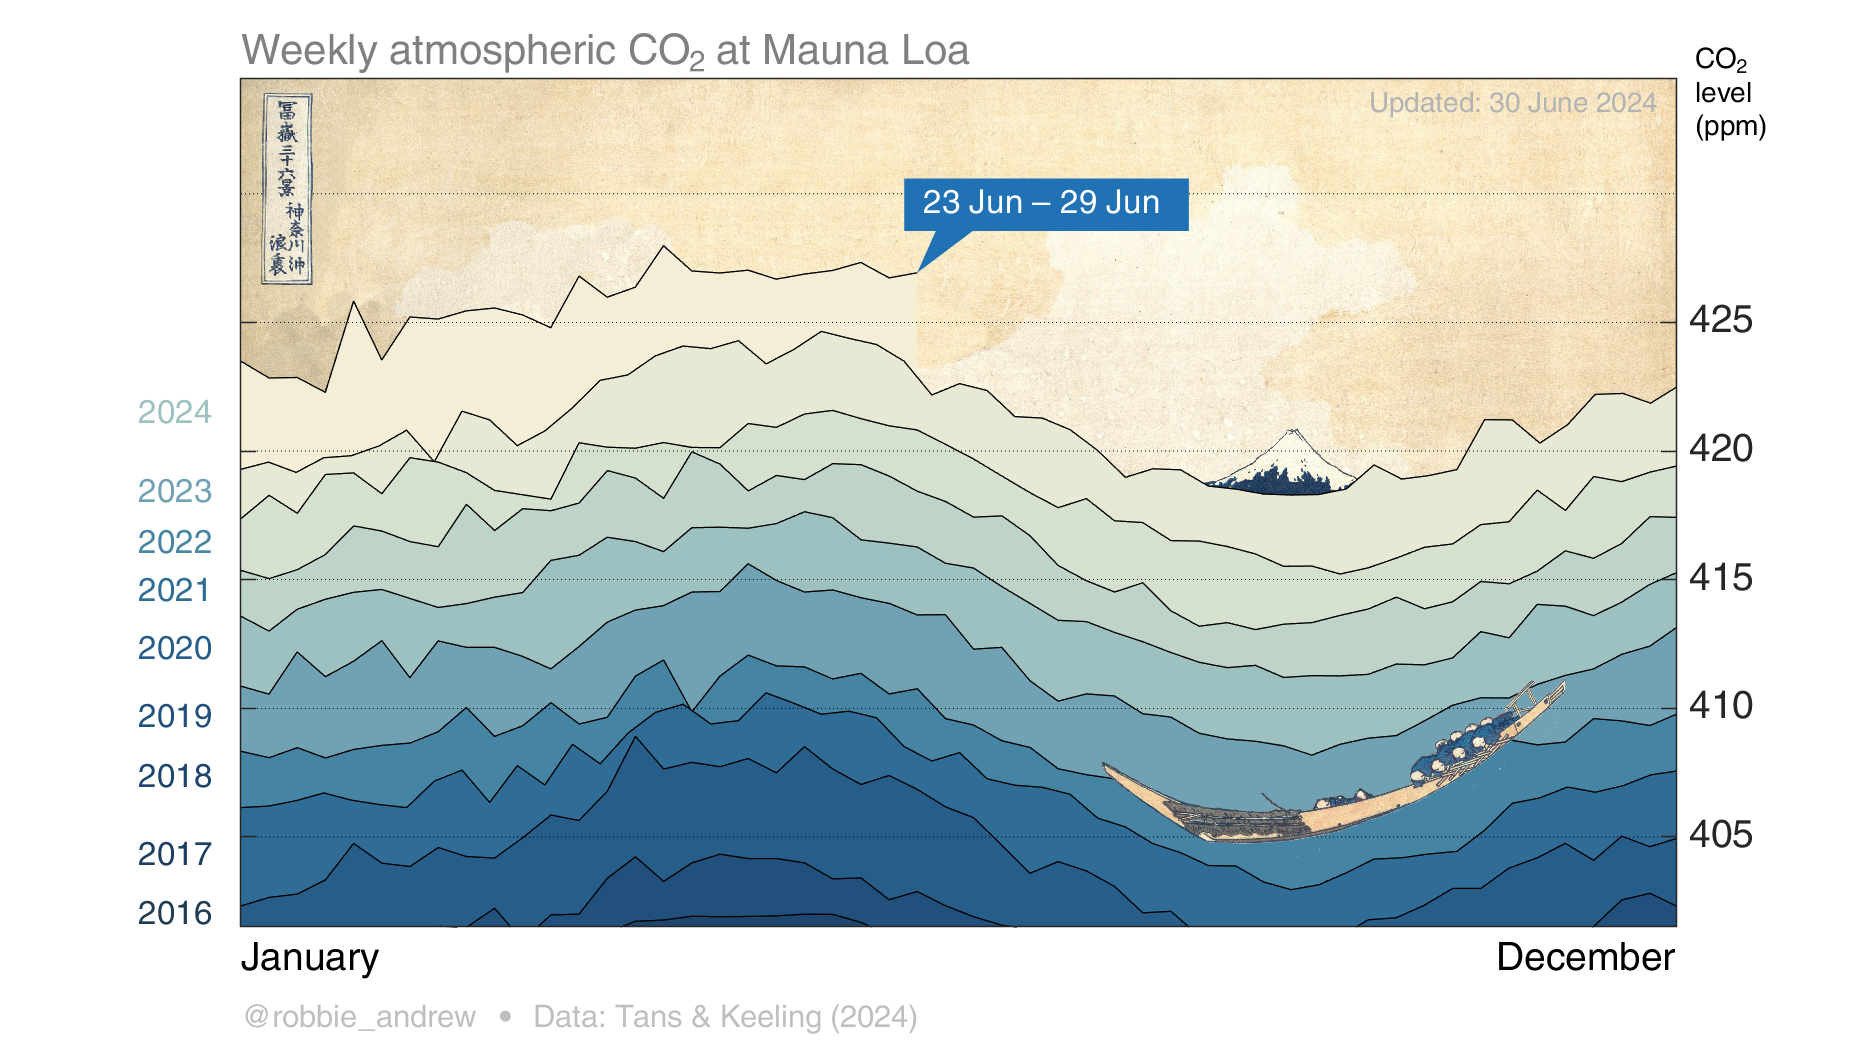 Weekly atmospheric CO₂ at Mauna Loa
CO₂
level
(ppm)
Updated: 30 June 2024
冨嶽三十六景
神奈川沖
浪裏
23 Jun – 29 Jun
425
420
415
410
405
2024
2023
2022
2021
2020
2019
2018
2017
2016
January
December
@robbie_andrew • Data: Tans & Keeling (2024)